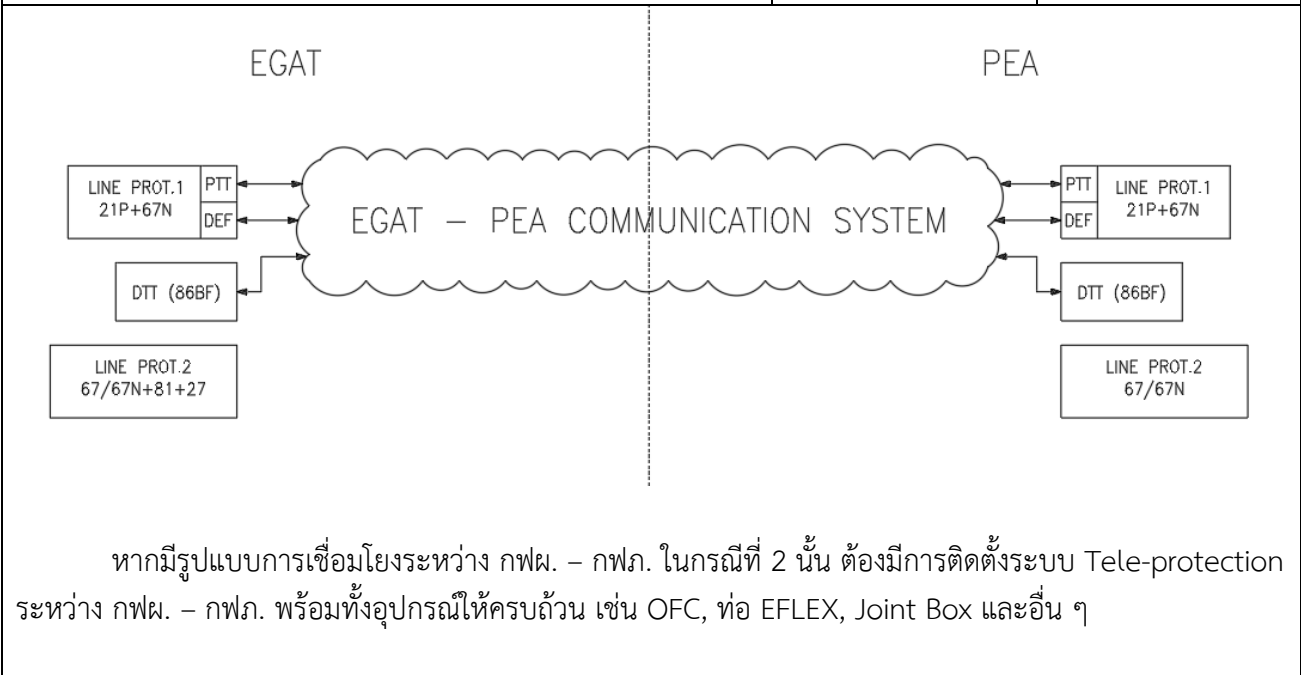 EGAT
PEA
LINE PROT.1
21P+67N
PTT
DEF
DTT (86BF)
LINE PROT.2
67/67N+81+27
EGAT – PEA COMMUNICATION SYSTEM
PTT
DEF
LINE PROT.1
21P+67N
DTT (86BF)
LINE PROT.2
67/67N
หากมีรูปแบบการเชื่อมโยงระหว่าง กฟผ. – กฟภ. ในกรณีที่ 2 นั้น ต้องมีการติดตั้งระบบ Tele-protection
ระหว่าง กฟผ. – กฟภ. พร้อมทั้งอุปกรณ์ให้ครบถ้วน เช่น OFC, ท่อ EFLEX, Joint Box และอื่น ๆ